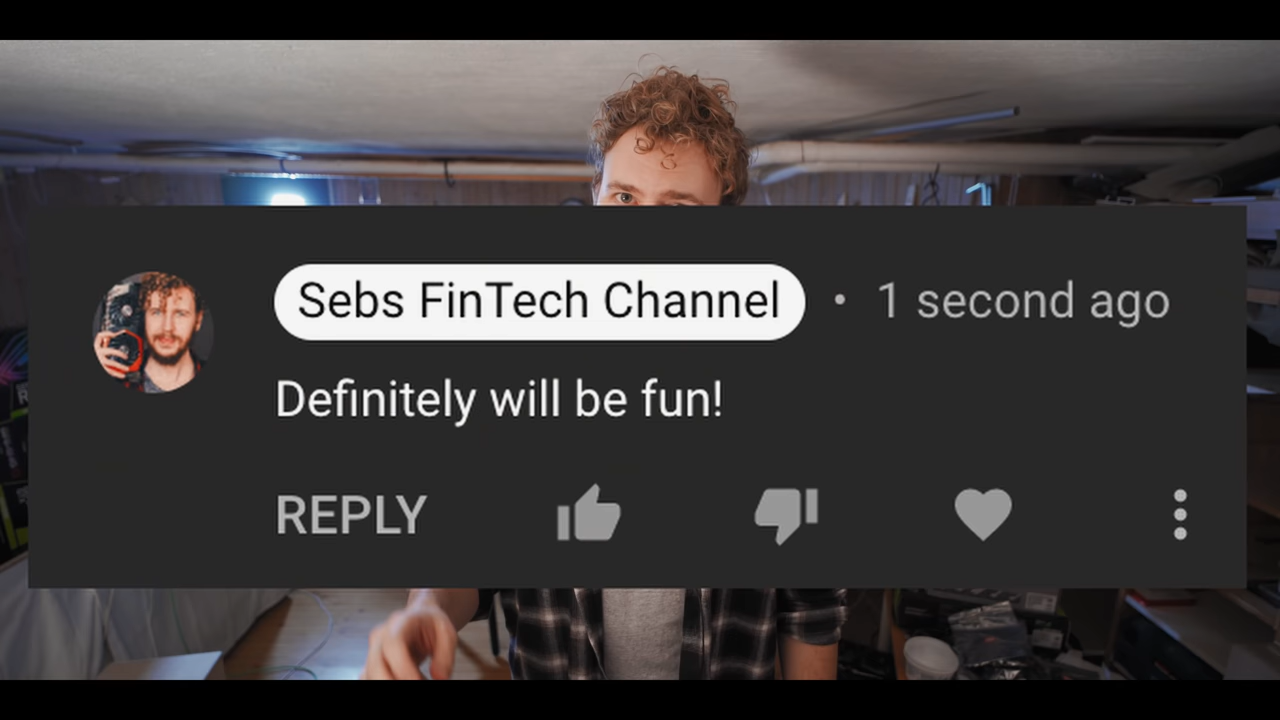 Sebs FinTech Channel • 1 second ago
Definitely will be fun!
REPLY